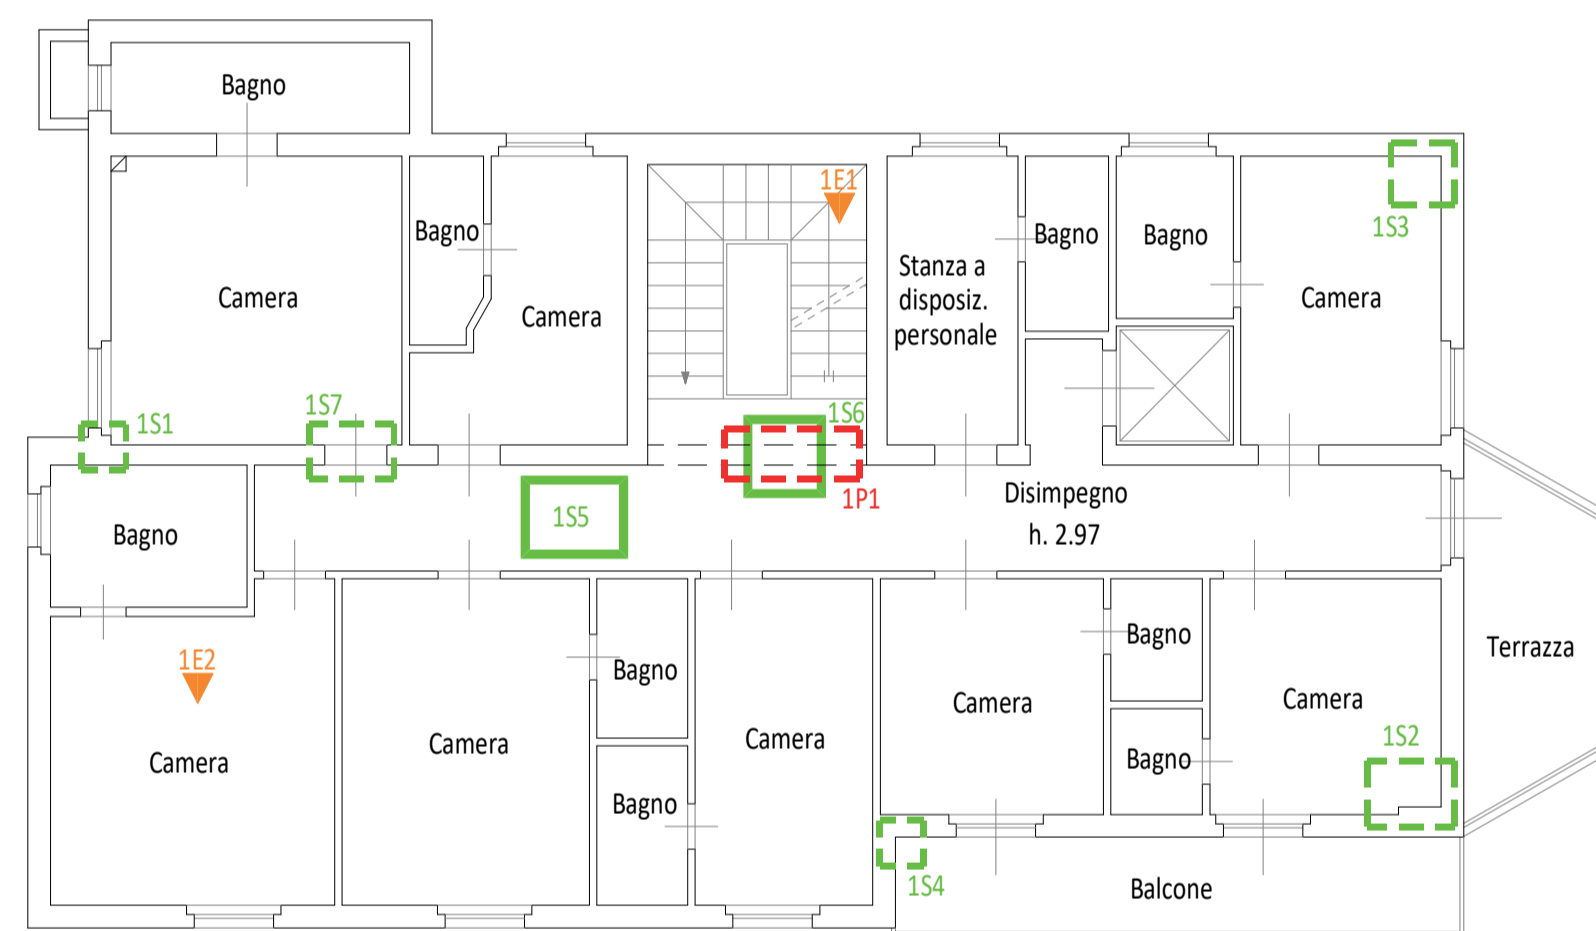 Bagno
1E1
Bagno
Camera
Camera
Stanza a
disposiz.
personale
Bagno
Bagno
1S3
Camera
1S1
1S7
1S6
1P1
1S5
Disimpegno
h. 2.97
Bagno
1E2
Camera
Camera
Bagno
Bagno
Camera
Camera
Bagno
Bagno
Camera
1S2
Terrazza
1S4
Balcone